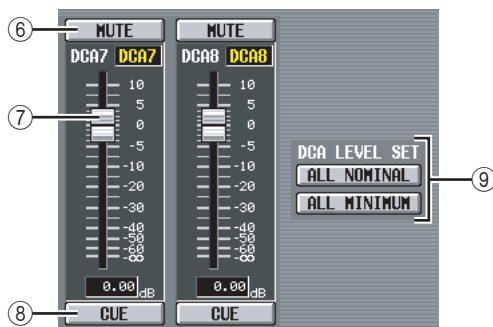 ⑥ MUTE MUTE
DCA7 DCA7 DCA8 DCA8
10 10
5 5
⑦ 0 0
-5 -5
DCA LEVEL SET
-10 -10
ALL NOMINAL ⑨
-20 -20
ALL MINIMUM
-30 -30
-40 -40
-50 -50
-60 -60
-∞ -∞
0.00 dB 0.00 dB
⑧ CUE CUE